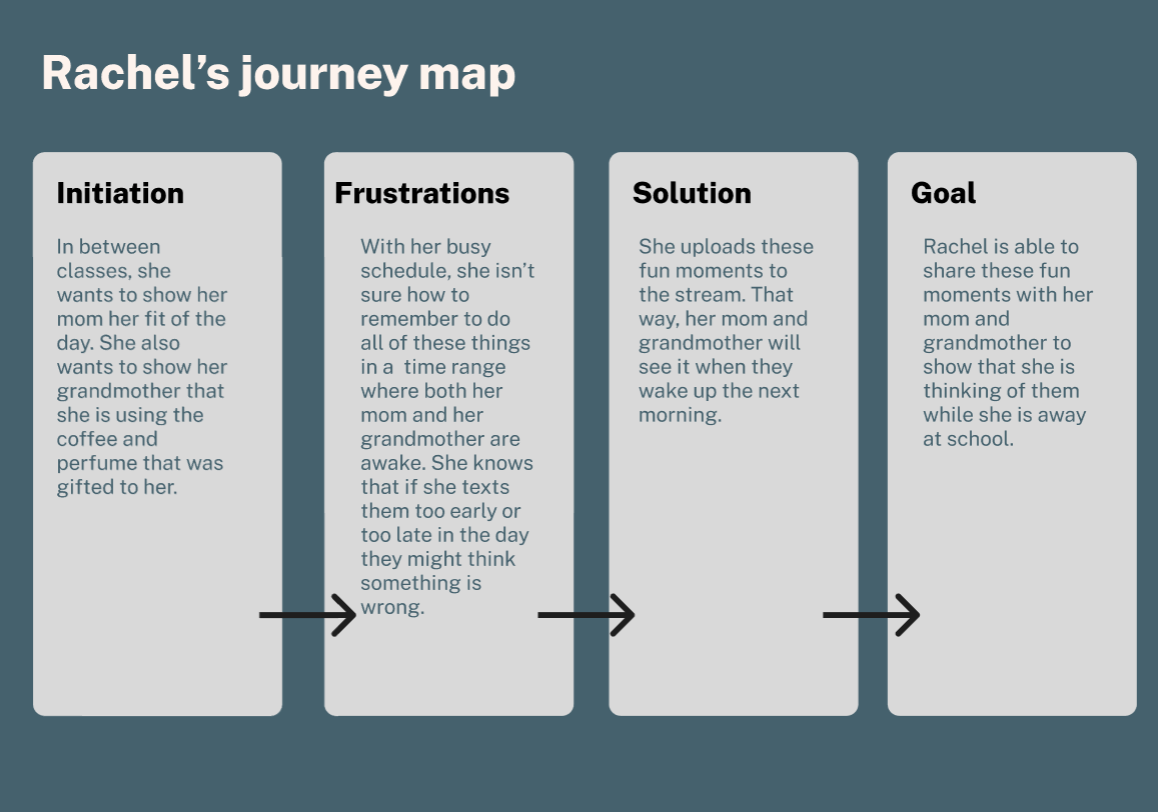 Rachel’s journey map
Initiation
In between
classes, she
wants to show her
mom her fit of the
day. She also
wants to show her
grandmother that
she is using the
coffee and
perfume that was
gifted to her.
Frustrations
With her busy
schedule, she isn’t
sure how to
remember to do
all of these things
in a  time range
where both her
mom and her
grandmother are
awake. She knows
that if she texts
them too early or
too late in the day
they might think
something is
wrong.
Solution
She uploads these
fun moments to
the stream. That
way, her mom and
grandmother will
see it when they
wake up the next
morning.
Goal
Rachel is able to
share these fun
moments with her
mom and
grandmother to
show that she is
thinking of them
while she is away
at school.